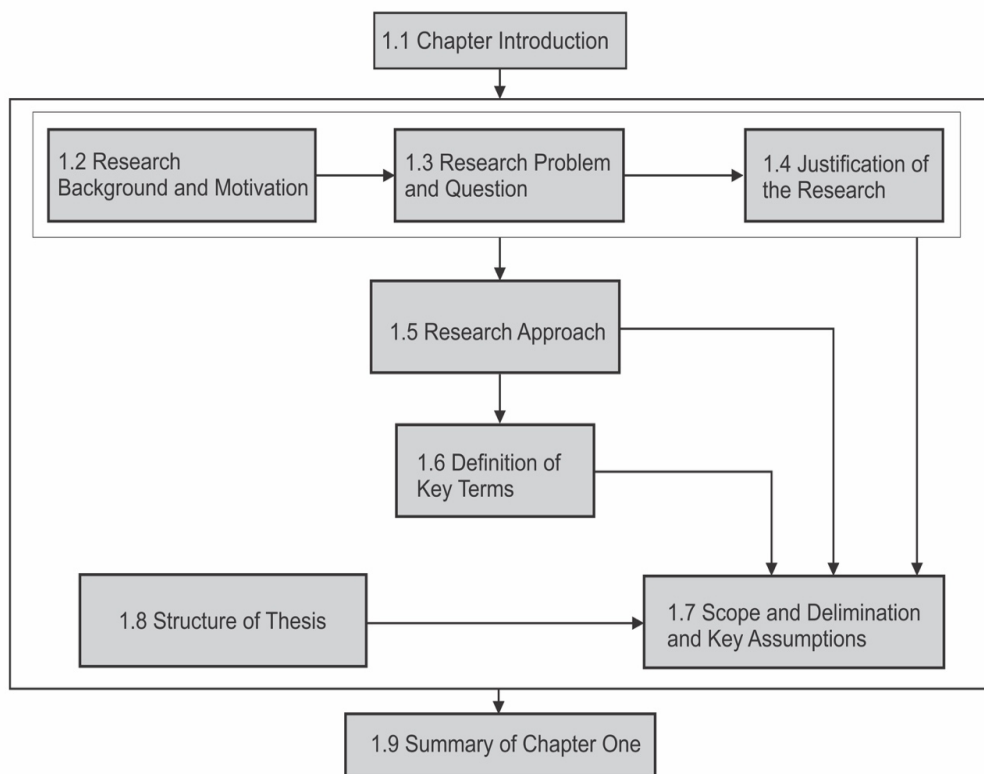 1.1 Chapter Introduction
1.2 Research
Background and Motivation
1.3 Research Problem
and Question
1.4 Justification of
the Research
1.5 Research Approach
1.6 Definition of
Key Terms
1.8 Structure of Thesis
1.7 Scope and Delimination
and Key Assumptions
1.9 Summary of Chapter One